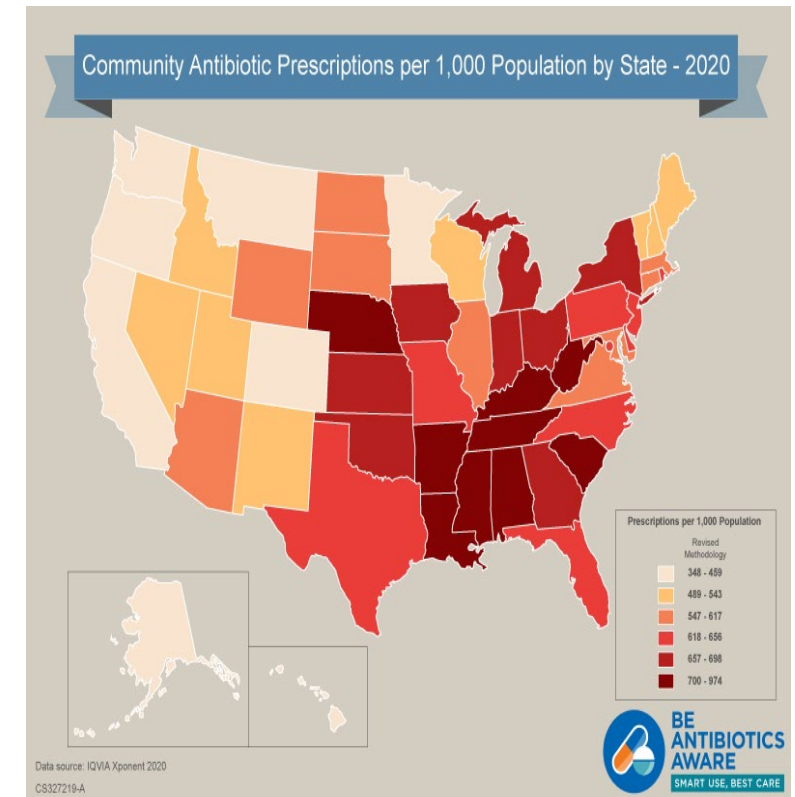 Community Antibiotic Prescriptions per 1,000 Population by State - 2020
Prescriptions per 1,000 Population
Revised
Methodology
348 - 459
489 - 543
547 - 617
618 - 656
657 - 698
700 - 974
BE
ANTIBIOTICS
AWARE
SMART USE, BEST CARE
Data source: IQVIA Xponent 2020
CS327219-A